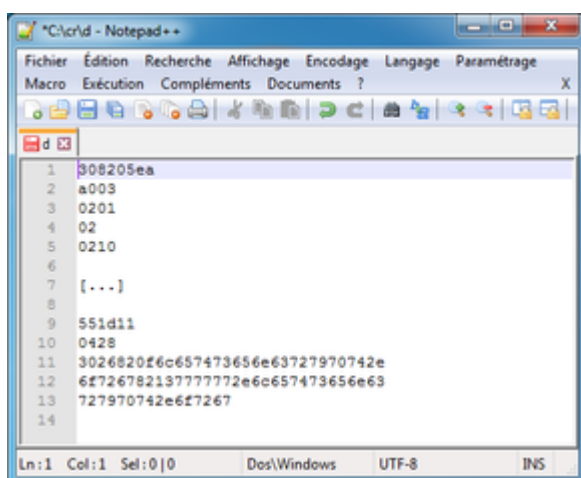 *C:\cr\d - Notepad++
Fichier Édition Recherche Affichage Encodage Langage Paramétrage
Macro Exécution Compléments Documents ? X
d
1 308205ea
2 a003
3 0201
4 02
5 0210
6
7 [...]
8
9 551d11
10 0428
11 3026820f6c657473656e63727970742e
12 6f726782137777772e6c657473656e63
13 727970742e6f7267
14
Ln:1 Col:1 Sel:0|0 Dos\Windows UTF-8 INS